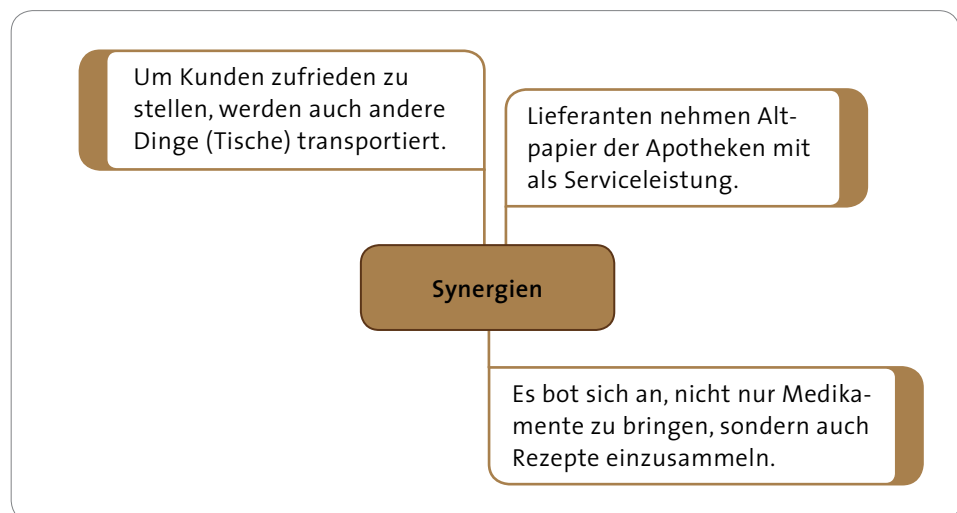 Um Kunden zufrieden zu
stellen, werden auch andere
Dinge (Tische) transportiert.
Lieferanten nehmen Alt-
papier der Apotheken mit
als Serviceleistung.
Synergien
Es bot sich an, nicht nur Medika-
mente zu bringen, sondern auch
Rezepte einzusammeln.